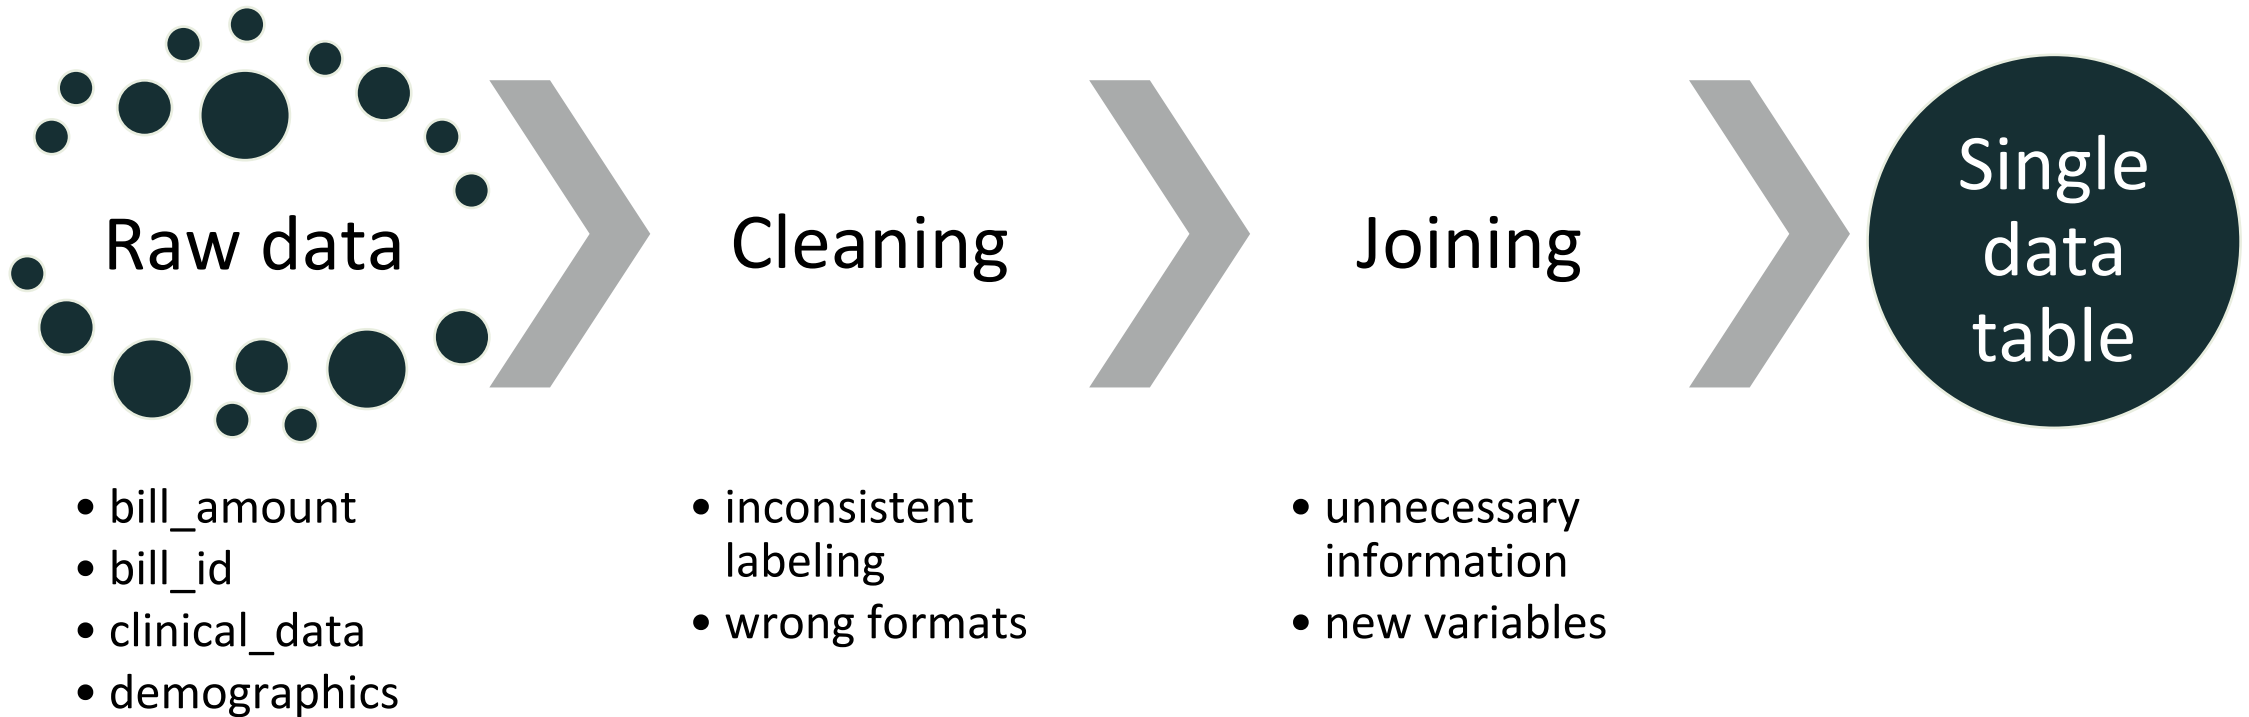 Raw data
• bill_amount
• bill_id
• clinical_data
• demographics
Cleaning
• inconsistent
labeling
• wrong formats
Joining
• unnecessary
information
• new variables
Single
data
table